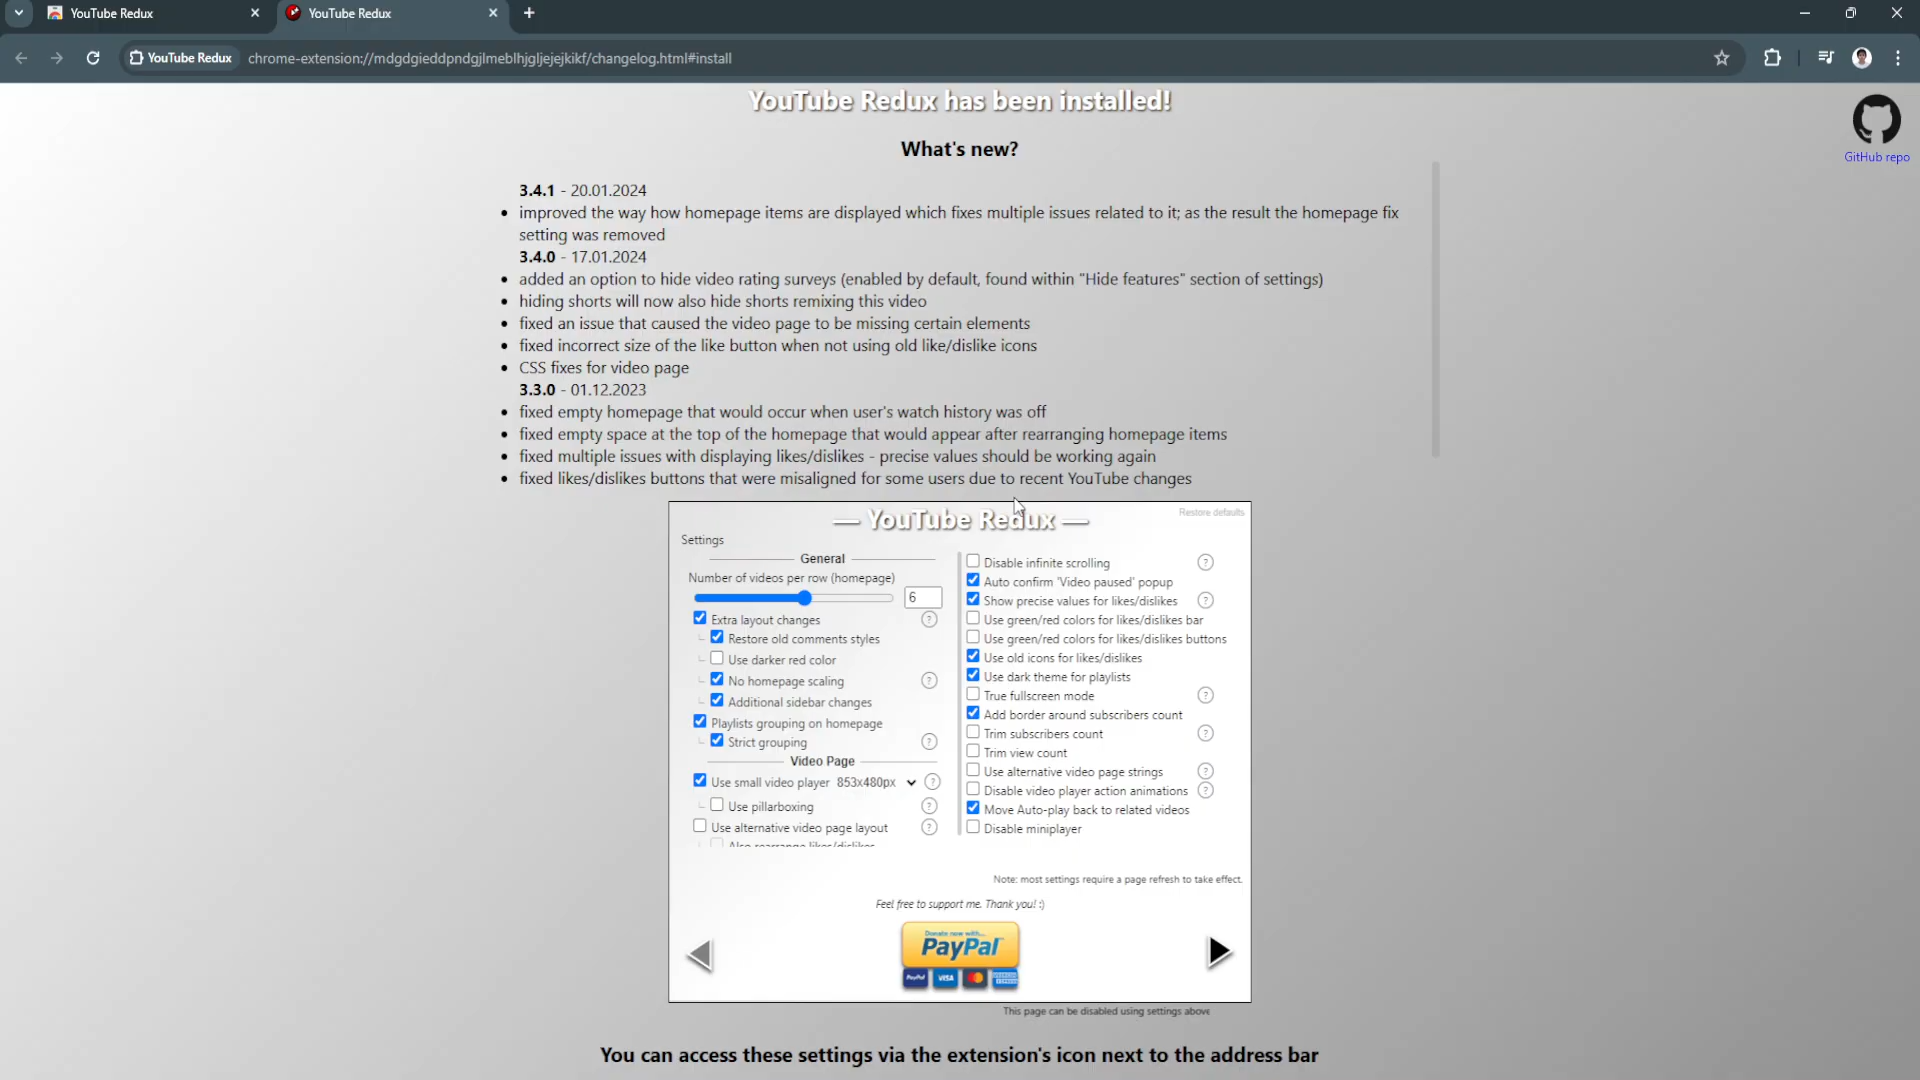 YouTube Redux
YouTube Redux
YouTube Redux
chrome-extension://mdgdgieddpndgjlmeblhjgljejejkikf/changelog.html#install
YouTube Redux has been installed!
GitHub repo
What's new?
3.4.1 - 20.01.2024
• improved the way how homepage items are displayed which fixes multiple issues related to it; as the result the homepage fix
setting was removed
3.4.0 - 17.01.2024
• added an option to hide video rating surveys (enabled by default, found within "Hide features" section of settings)
• hiding shorts will now also hide shorts remixing this video
• fixed an issue that caused the video page to be missing certain elements
• fixed incorrect size of the like button when not using old like/dislike icons
• CSS fixes for video page
3.3.0 - 01.12.2023
• fixed empty homepage that would occur when user's watch history was off
• fixed empty space at the top of the homepage that would appear after rearranging homepage items
• fixed multiple issues with displaying likes/dislikes - precise values should be working again
• fixed likes/dislikes buttons that were misaligned for some users due to recent YouTube changes
— YouTube Redux —
Restore defaults
Settings
General
Number of videos per row (homepage)
6
Extra layout changes ?
Restore old comments styles
Use darker red color
No homepage scaling ?
Additional sidebar changes
Playlists grouping on homepage
Strict grouping ?
Video Page
Use small video player 853x480px ?
Use pillarboxing ?
Use alternative video page layout ?
Also rearrange likes/dislikes
Disable infinite scrolling ?
Auto confirm 'Video paused' popup
Show precise values for likes/dislikes ?
Use green/red colors for likes/dislikes bar
Use green/red colors for likes/dislikes buttons
Use old icons for likes/dislikes
Use dark theme for playlists
True fullscreen mode ?
Add border around subscribers count
Trim subscribers count ?
Trim view count
Use alternative video page strings ?
Disable video player action animations ?
Move Auto-play back to related videos
Disable miniplayer
Note: most settings require a page refresh to take effect.
Feel free to support me. Thank you! :)
Donate now with...
PayPal
PayPal VISA
This page can be disabled using settings above
You can access these settings via the extension's icon next to the address bar